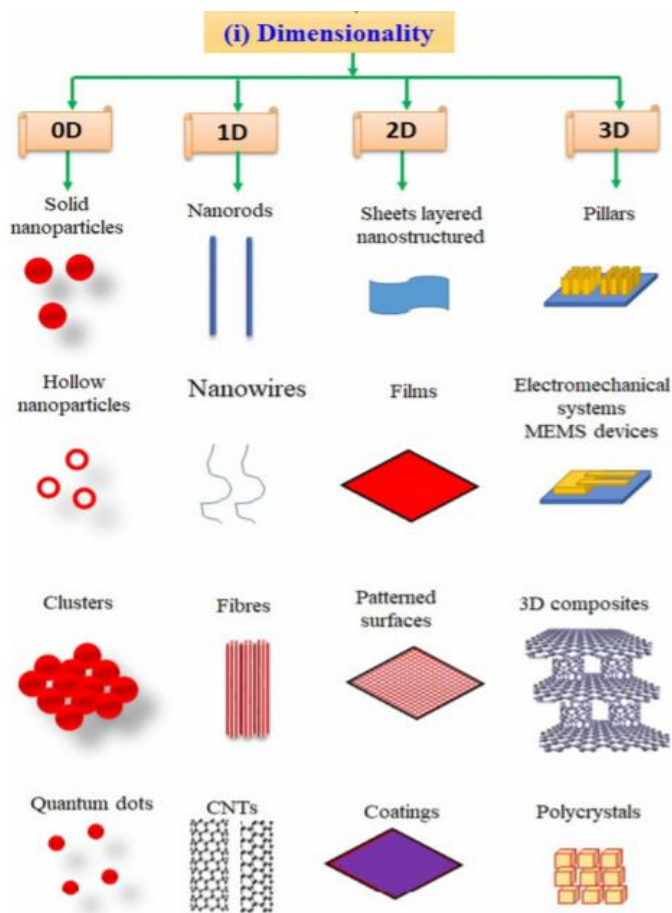 (i) Dimensionality
0D
1D
2D
3D
Solid
nanoparticles
Nanorods
Sheets layered
nanostructured
Pillars
Hollow
nanoparticles
Nanowires
Films
Electromechanical
systems
MEMS devices
Clusters
Fibres
Patterned
surfaces
3D composites
Quantum dots
CNTs
Coatings
Polycrystals